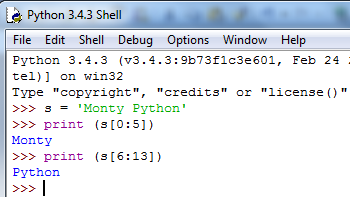 Python 3.4.3 Shell
File Edit Shell Debug Options Window Help
Python 3.4.3 (v3.4.3:9b73f1c3e601, Feb 24
tel)] on win32
Type "copyright", "credits" or "license()"
>>> s = 'Monty Python'
>>> print (s[0:5])
Monty
>>> print (s[6:13])
Python
>>>